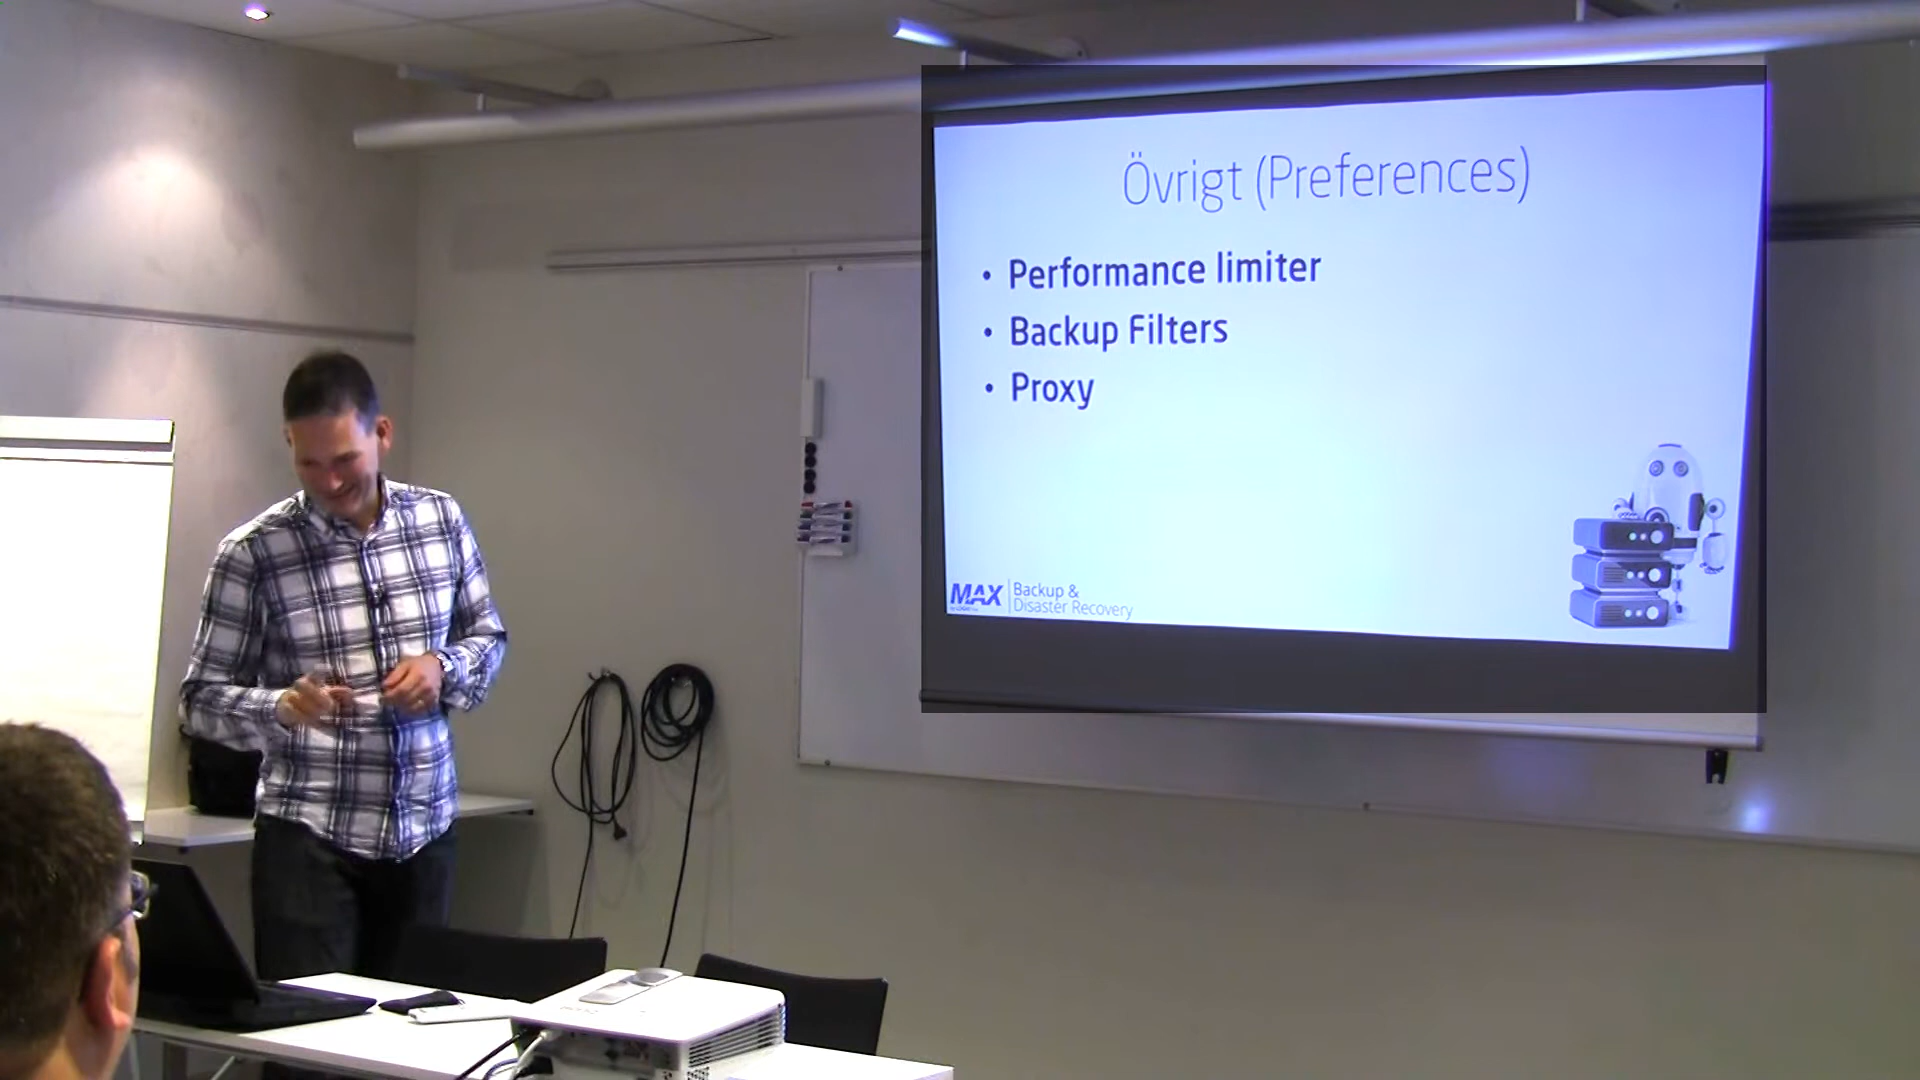 Övrigt (Preferences)
• Performance limiter
• Backup Filters
• Proxy
MAX
Backup &
Disaster Recovery